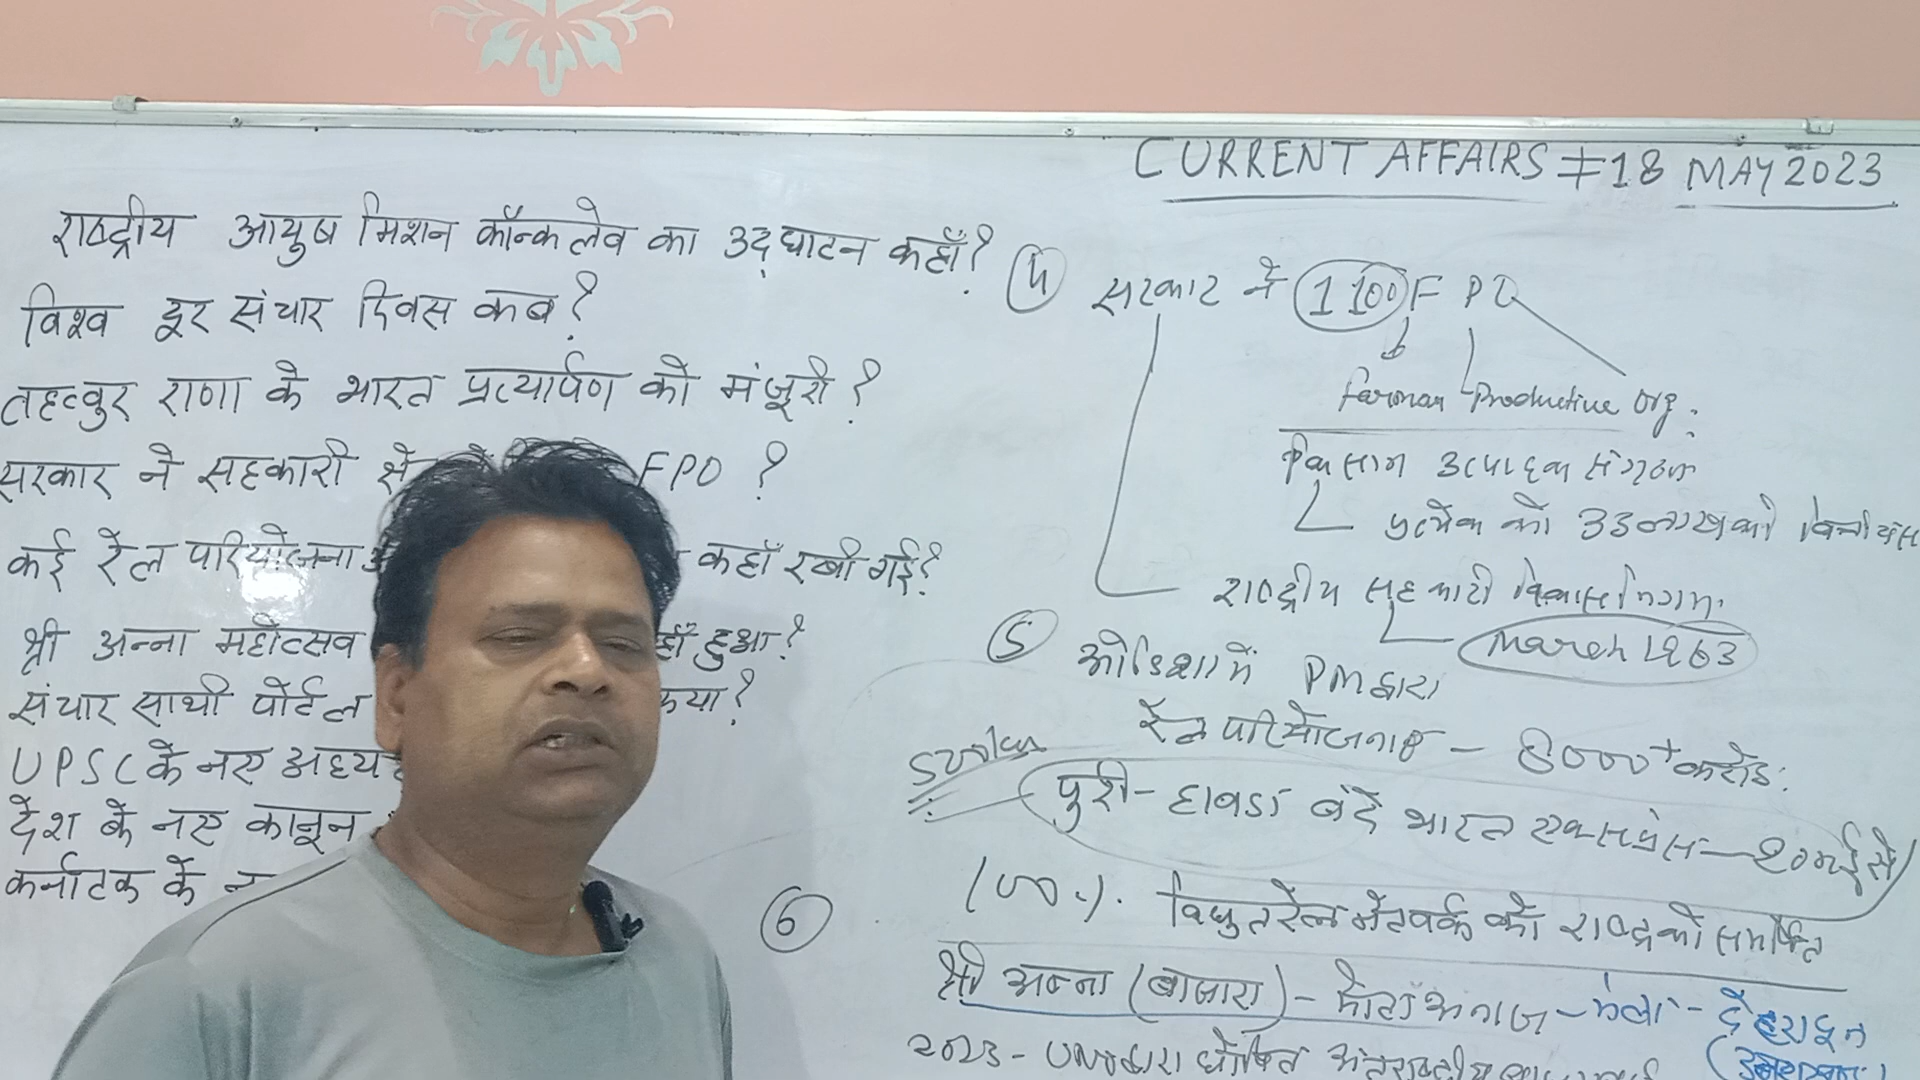 CURRENT AFFAIRS # 18 MAY 2023
राष्ट्रीय आयुष मिशन कॉन्कलेव का उद्घाटन कहाँ?
विश्व दूर संचार दिवस कब?
तहव्वुर राणा के भारत प्रत्यार्पण को मंजूरी?
सरकार ने सहकारी FPO ?
कई रेल परियोजना कहाँ रखी गई?
श्री अन्ना महोत्सव हुआ?
संचार साथी पोर्टल किया?
UPSC के नए अध्य
देश के नए कानून
कर्नाटक के
4 सरकार ने 1100 FPO
Productive Org.
किसान उत्पादक संगठन
प्रत्येक को 33 लाख की
राष्ट्रीय सहकारी विकास निगम
March 1963
5 ओडिशा में PM द्वारा
रेल परियोजनाएं - 8000+ करोड़
पुरी - हावड़ा वंदे भारत एक्सप्रेस - 20 मई से
100%. विद्युत रेल नेटवर्क को राष्ट्र को समर्पित
6 श्री अन्ना (बाजरा) - मोटा अनाज - मेला - देहरादून
2023 - UNO द्वारा घोषित